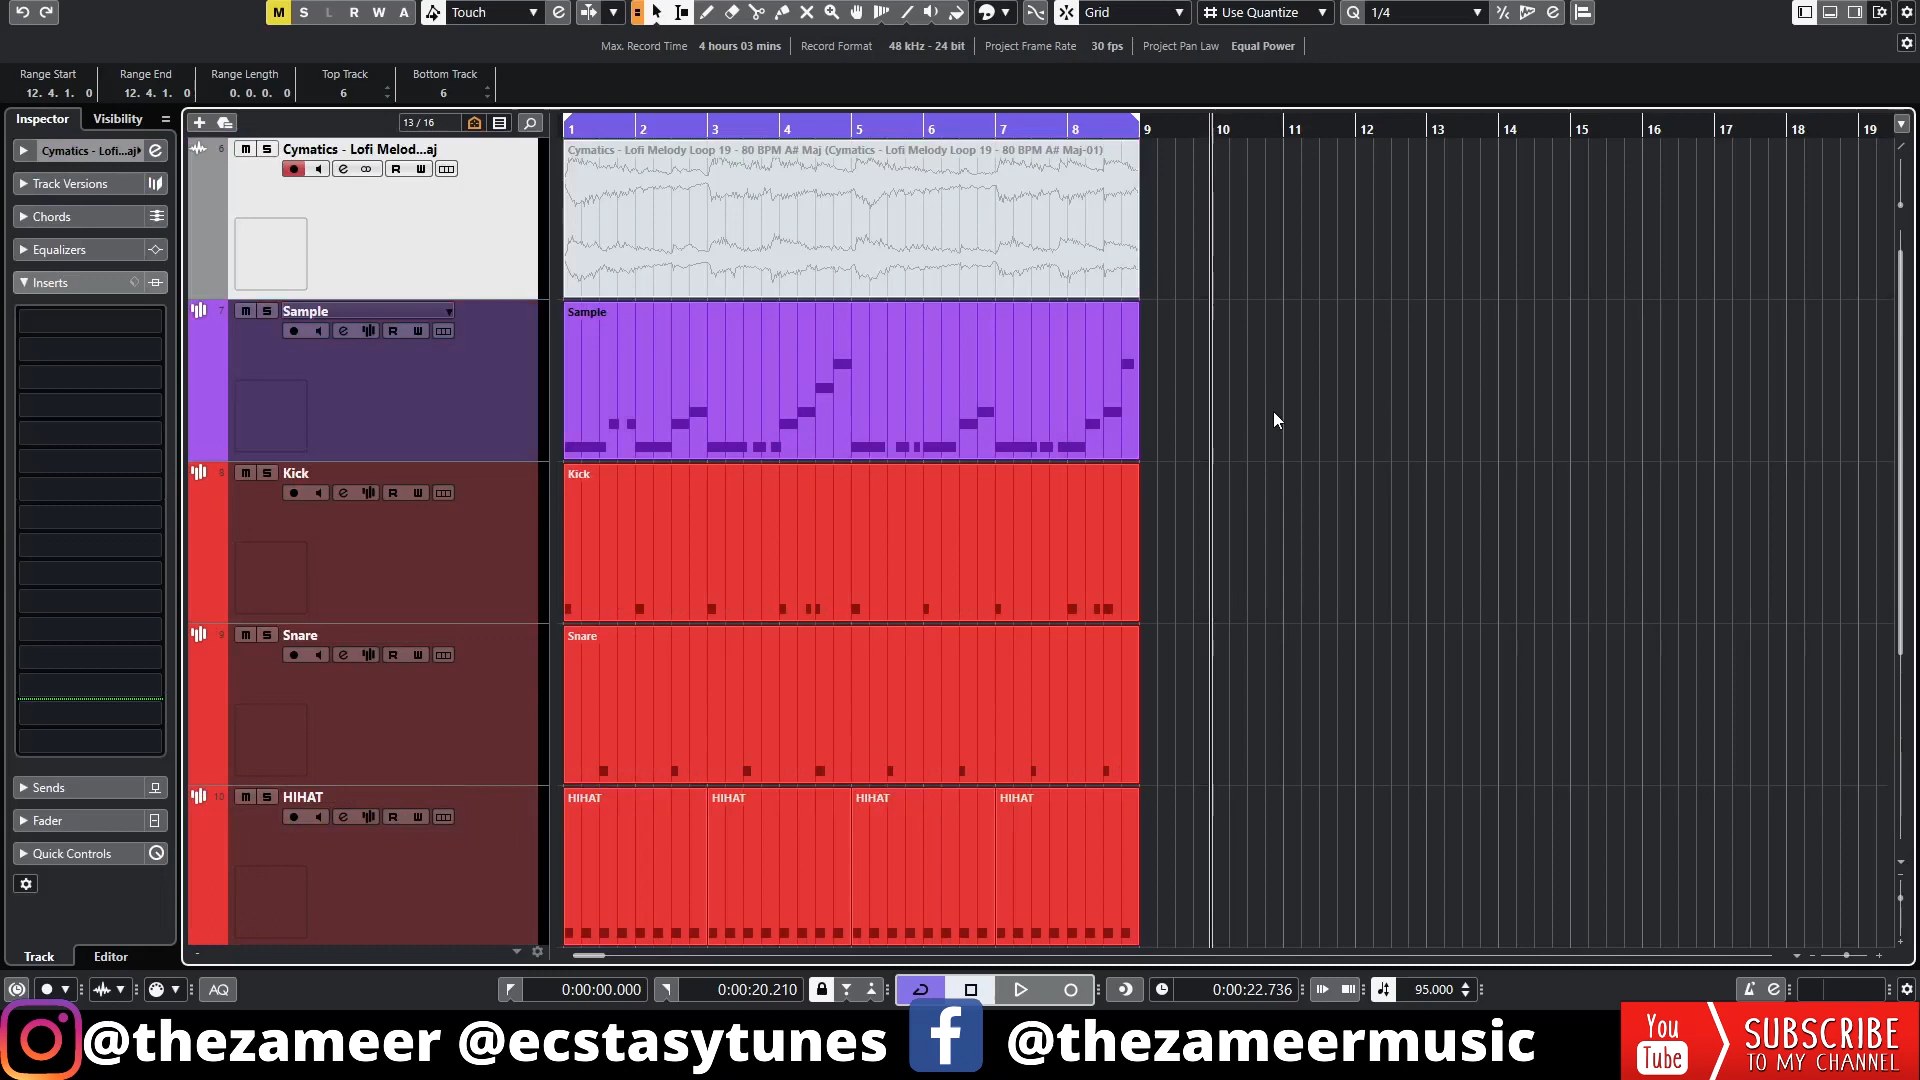 M S L R W A Touch Grid Use Quantize 1/4
Max. Record Time 4 hours 03 mins Record Format 48 kHz - 24 bit Project Frame Rate 30 fps Project Pan Law Equal Power
Range Start Range End Range Length Top Track Bottom Track
12. 4. 1. 0 12. 4. 1. 0 0. 0. 0. 0 6 6
Inspector Visibility
13 / 16
1 2 3 4 5 6 7 8 9 10 11 12 13 14 15 16 17 18 19
Cymatics - Lofi...aj
6 m S Cymatics - Lofi Melod...aj
Cymatics - Lofi Melody Loop 19 - 80 BPM A# Maj (Cymatics - Lofi Melody Loop 19 - 80 BPM A# Maj-01)
R W
Track Versions
Chords
Equalizers
Inserts
7 m S Sample
R W
Sample
8 m S Kick
R W
Kick
9 m S Snare
R W
Snare
10 m S HIHAT
R W
HIHAT HIHAT HIHAT HIHAT
Sends
Fader
Quick Controls
Track Editor
AQ 0:00:00.000 0:00:20.210 0:00:22.736 95.000
@thezameer @ecstasytunes @thezameermusic
You Tube SUBSCRIBE
TO MY CHANNEL